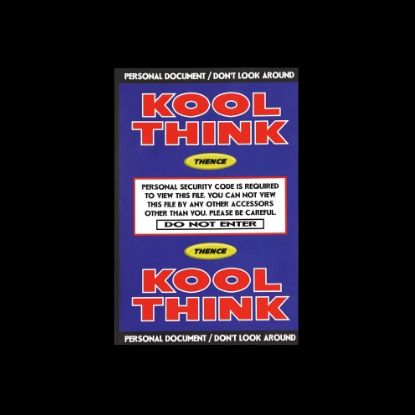 PERSONAL DOCUMENT / DON'T LOOK AROUND
KOOL
THINK
THENCE
PERSONAL SECURITY CODE IS REQUIRED
TO VIEW THIS FILE. YOU CAN NOT VIEW
THIS FILE BY ANY OTHER ACCESSORS
OTHER THAN YOU. PLEASE BE CAREFUL.
DO NOT ENTER
THENCE
KOOL
THINK
PERSONAL DOCUMENT / DON'T LOOK AROUND